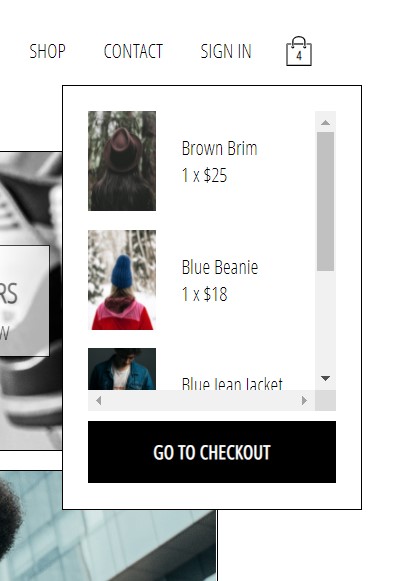 SHOP CONTACT SIGN IN 4
Brown Brim
1 x $25
Blue Beanie
1 x $18
Blue Jean Jacket
GO TO CHECKOUT